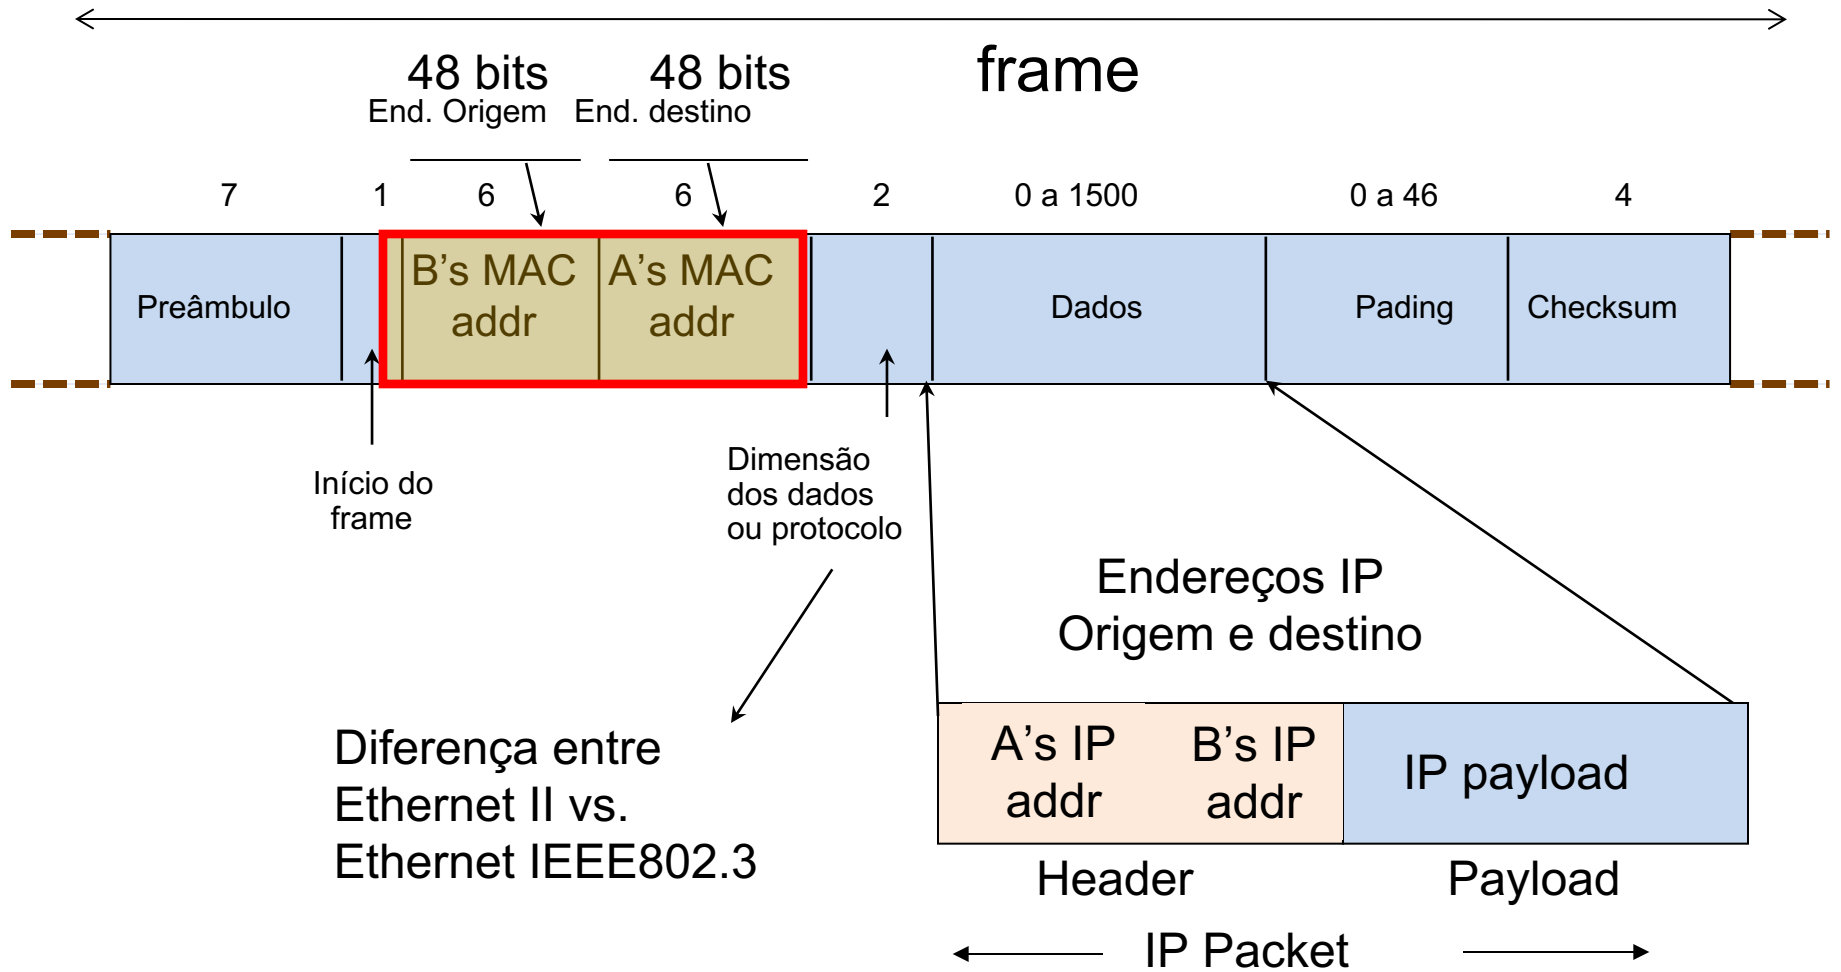 frame
48 bits 48 bits
End. Origem End. destino
7 1 6 6 2 0 a 1500 0 a 46 4
Preâmbulo
B's MAC
addr
A's MAC
addr
Dados
Pading
Checksum
Início do
frame
Dimensão
dos dados
ou protocolo
Endereços IP
Origem e destino
Diferença entre
Ethernet II vs.
Ethernet IEEE802.3
A's IP
addr
B's IP
addr
IP payload
Header Payload
IP Packet